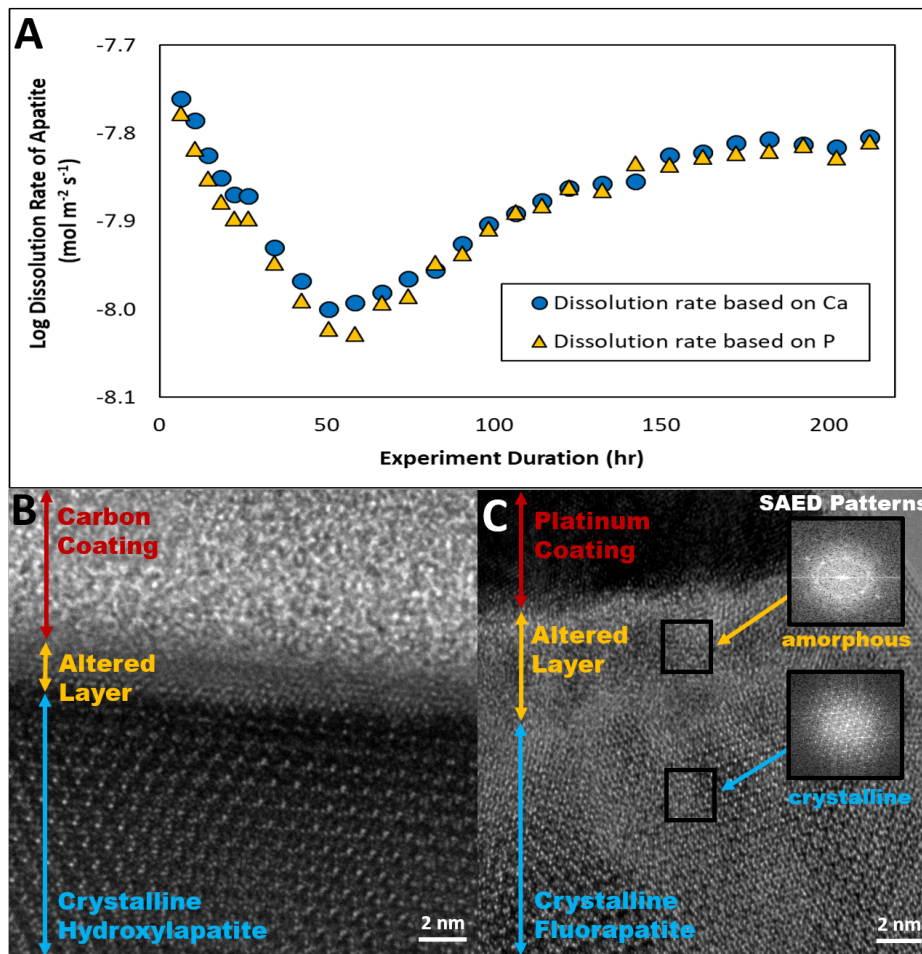 A
-7.7
-7.8
-7.9
-8.0
-8.1
Log Dissolution Rate of Apatite
(mol m⁻² s⁻¹)
Dissolution rate based on Ca
Dissolution rate based on P
0 50 100 150 200
Experiment Duration (hr)
B
Carbon
Coating
Altered
Layer
Crystalline
Hydroxylapatite
2 nm
C
Platinum
Coating
SAED Patterns
amorphous
Altered
Layer
crystalline
Crystalline
Fluorapatite
2 nm